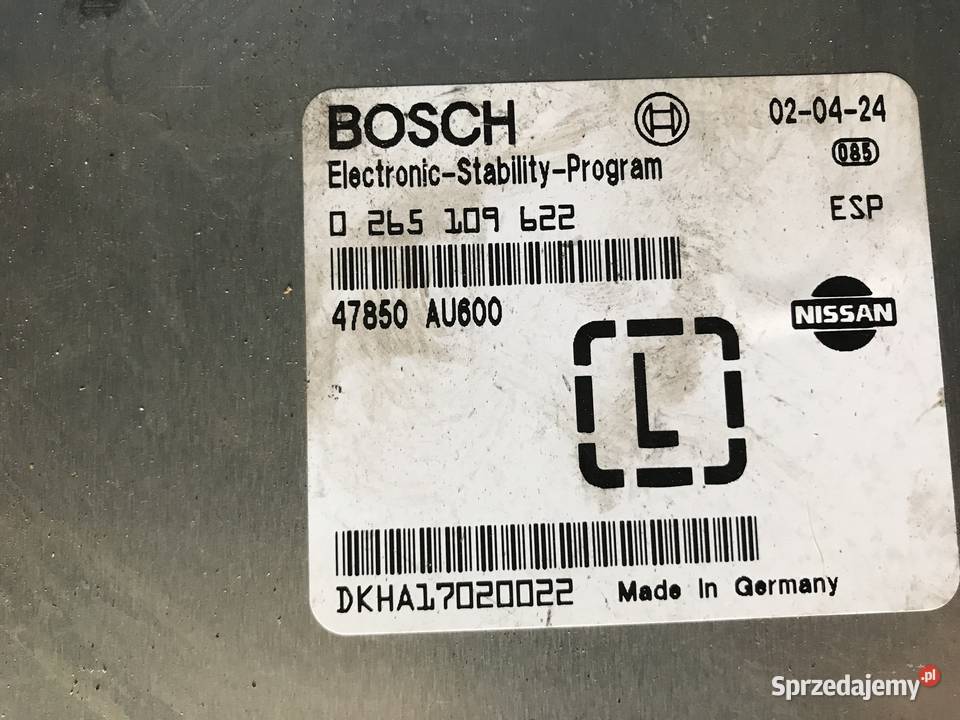 BOSCH
02-04-24
085
Electronic-Stability-Program
0 265 109 622
ESP
47850 AU600
NISSAN
L
DKHA17020022
Made In Germany
Sprzedajemy.pl